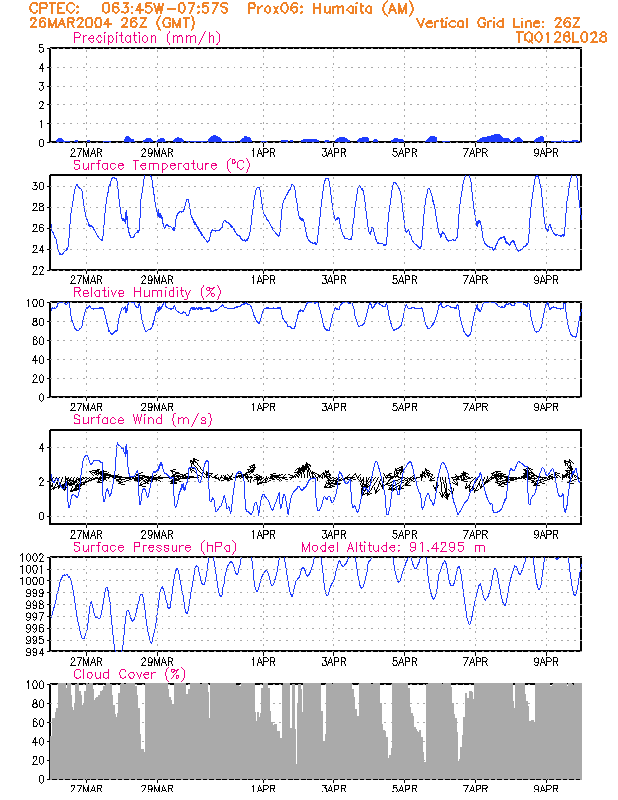 CPTEC: 063:45W-07:57S Prox06: Humaita (AM)
26MAR2004 26Z (GMT) Vertical Grid Line: 26Z
Precipitation (mm/h) TQ0126L028
5
4
3
2
1
0
27MAR 29MAR 1APR 3APR 5APR 7APR 9APR
Surface Temperature (°C)
30
28
26
24
22
27MAR 29MAR 1APR 3APR 5APR 7APR 9APR
Relative Humidity (%)
100
80
60
40
20
0
27MAR 29MAR 1APR 3APR 5APR 7APR 9APR
Surface Wind (m/s)
4
2
0
27MAR 29MAR 1APR 3APR 5APR 7APR 9APR
Surface Pressure (hPa) Model Altitude: 91.4295 m
1002
1001
1000
999
998
997
996
995
994
27MAR 29MAR 1APR 3APR 5APR 7APR 9APR
Cloud Cover (%)
100
80
60
40
20
0
27MAR 29MAR 1APR 3APR 5APR 7APR 9APR